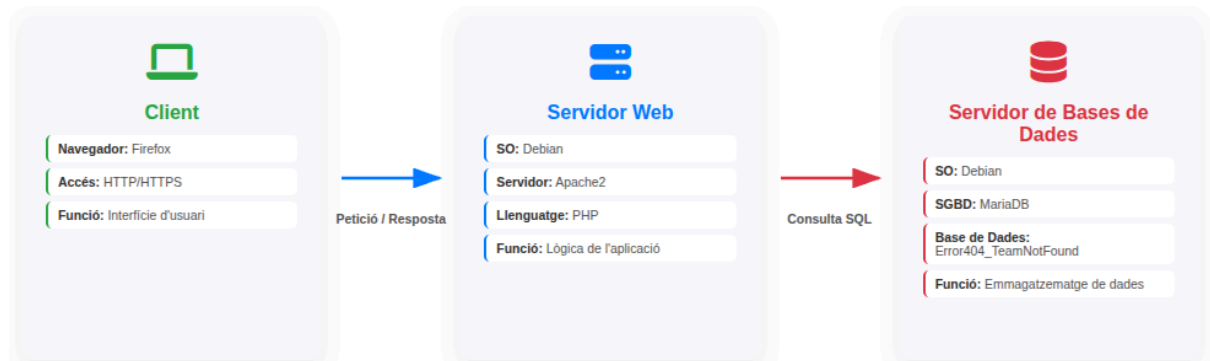 Client
Navegador: Firefox
Accés: HTTP/HTTPS
Funció: Interfície d'usuari
Petició / Resposta
Servidor Web
SO: Debian
Servidor: Apache2
Llenguatge: PHP
Funció: Lògica de l'aplicació
Consulta SQL
Servidor de Bases de
Dades
SO: Debian
SGBD: MariaDB
Base de Dades:
Error404_TeamNotFound
Funció: Emmagatzematge de dades